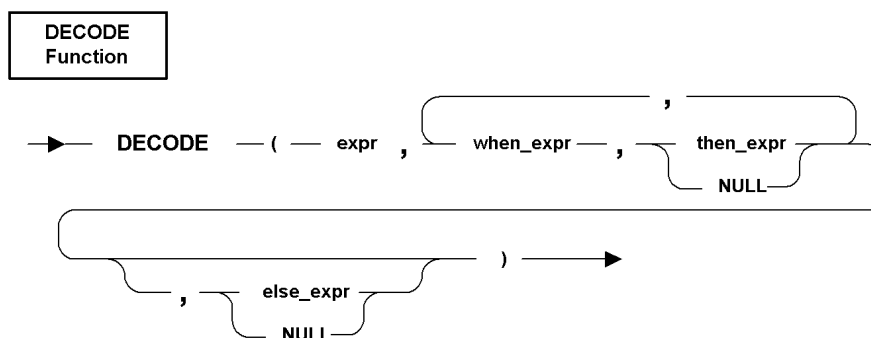 DECODE
Function
,
DECODE ( expr , when_expr , then_expr
NULL
)
, else_expr
NULL